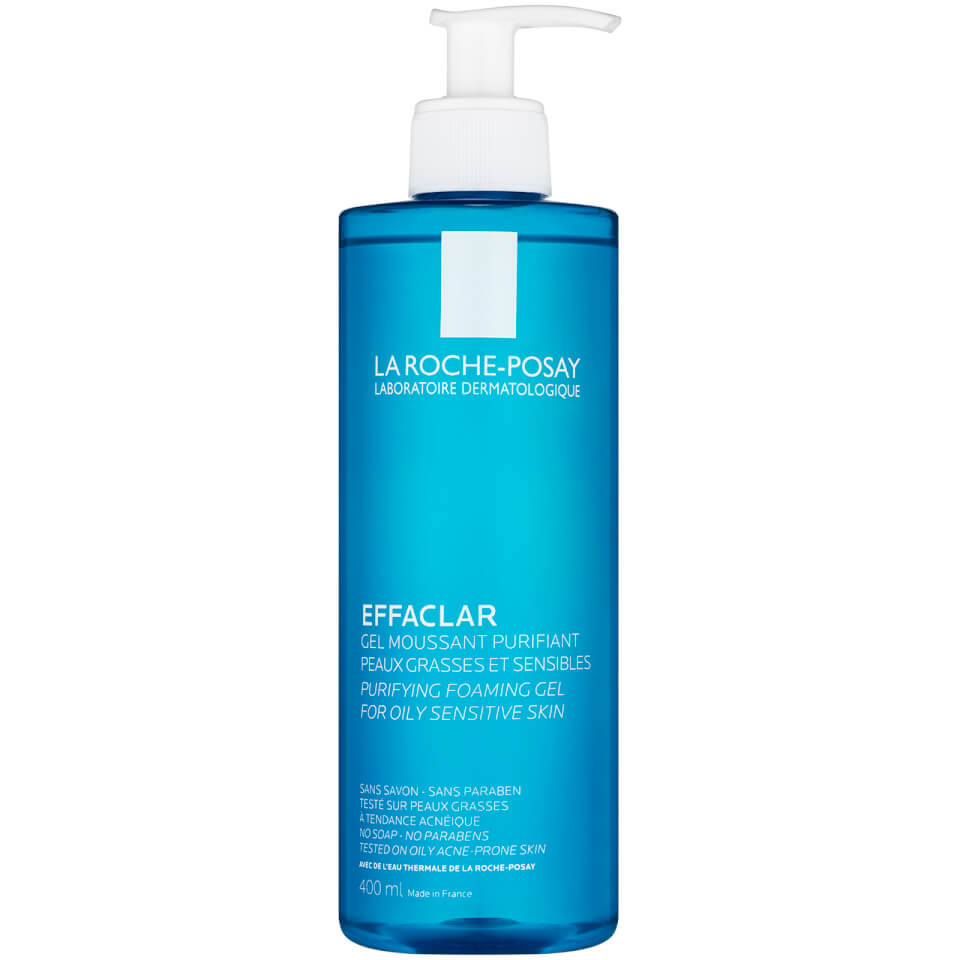 LA ROCHE-POSAY
LABORATOIRE DERMATOLOGIQUE
EFFACLAR
GEL MOUSSANT PURIFIANT
PEAUX GRASSES ET SENSIBLES
PURIFYING FOAMING GEL
FOR OILY SENSITIVE SKIN
SANS SAVON - SANS PARABEN
TESTÉ SUR PEAUX GRASSES
À TENDANCE ACNÉIQUE
NO SOAP - NO PARABENS
TESTED ON OILY ACNE-PRONE SKIN
AVEC DE L'EAU THERMALE DE LA ROCHE-POSAY
400 ml Made in France